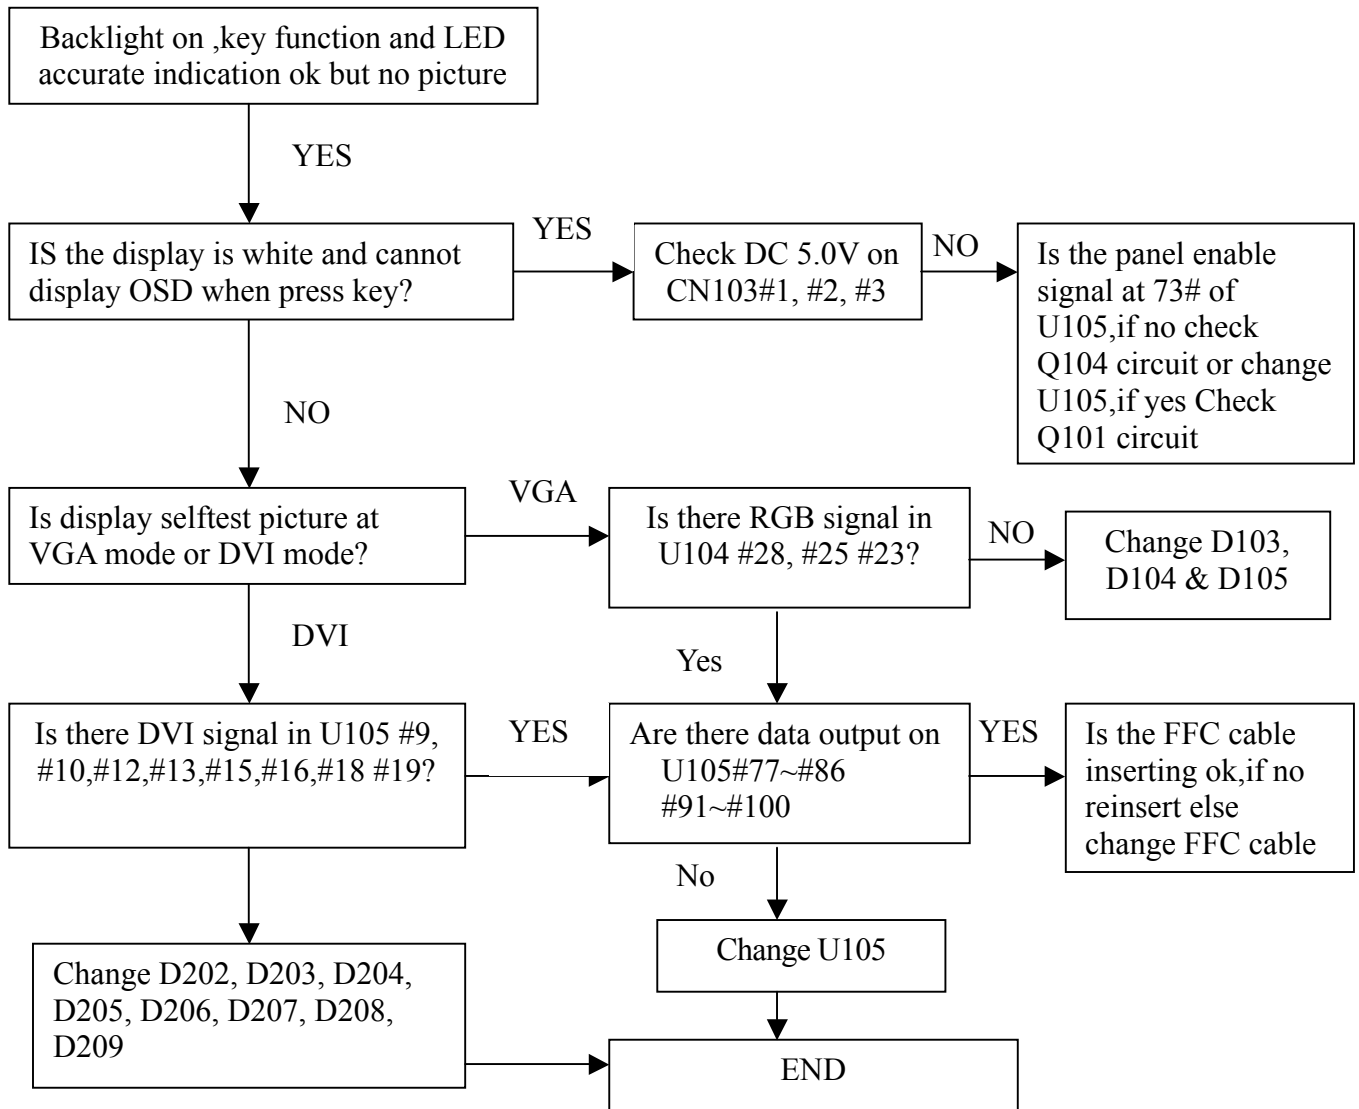 Backlight on ,key function and LED
accurate indication ok but no picture
YES
IS the display is white and cannot
display OSD when press key?
YES
Check DC 5.0V on
CN103#1, #2, #3
NO
Is the panel enable
signal at 73# of
U105,if no check
Q104 circuit or change
U105,if yes Check
Q101 circuit
NO
Is display selftest picture at
VGA mode or DVI mode?
VGA
Is there RGB signal in
U104 #28, #25 #23?
NO
Change D103,
D104 & D105
DVI
Yes
Is there DVI signal in U105 #9,
#10,#12,#13,#15,#16,#18 #19?
YES
Are there data output on
U105#77~#86
#91~#100
YES
Is the FFC cable
inserting ok,if no
reinsert else
change FFC cable
No
Change U105
Change D202, D203, D204,
D205, D206, D207, D208,
D209
END